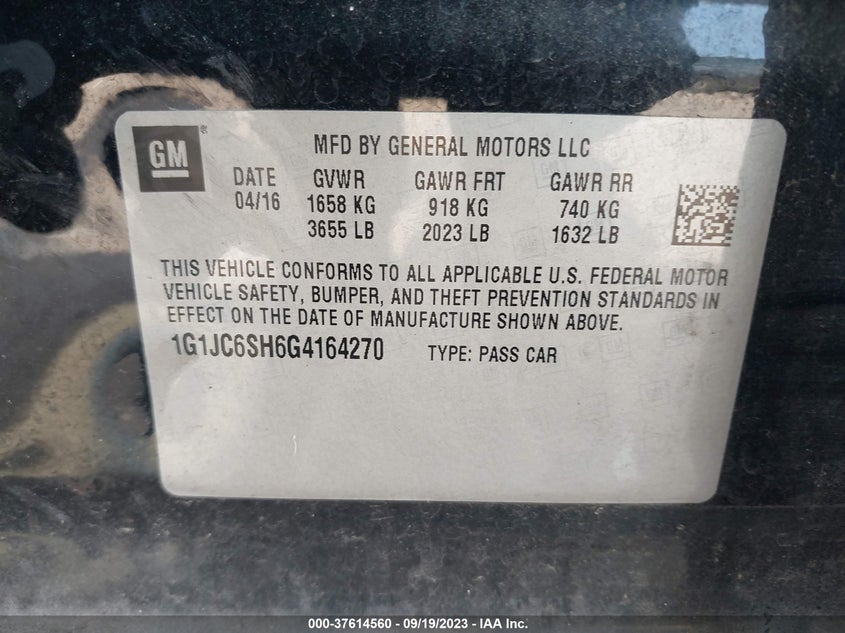 GM
MFD BY GENERAL MOTORS LLC
DATE GVWR GAWR FRT GAWR RR
04/16 1658 KG 918 KG 740 KG
3655 LB 2023 LB 1632 LB
THIS VEHICLE CONFORMS TO ALL APPLICABLE U.S. FEDERAL MOTOR
VEHICLE SAFETY, BUMPER, AND THEFT PREVENTION STANDARDS IN
EFFECT ON THE DATE OF MANUFACTURE SHOWN ABOVE.
1G1JC6SH6G4164270 TYPE: PASS CAR
000-37614560 - 09/19/2023 - IAA Inc.